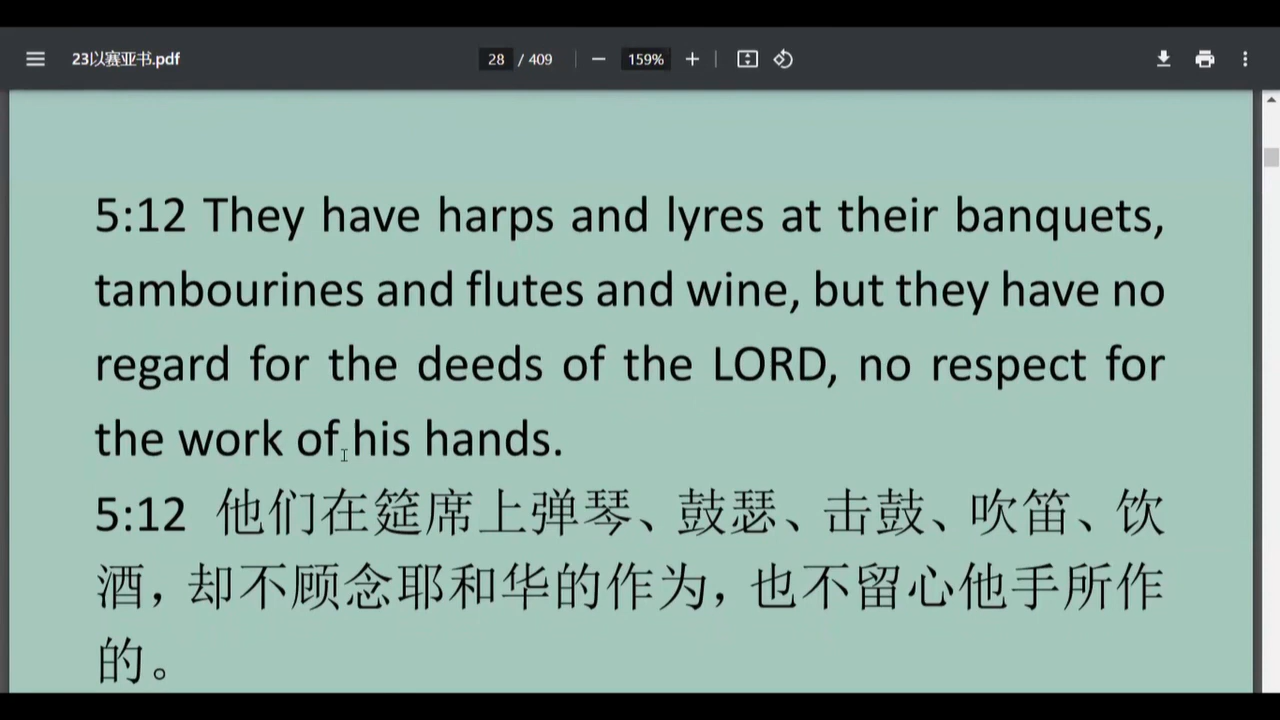 23以赛亚书.pdf
28 / 409
159%
5:12 They have harps and lyres at their banquets,
tambourines and flutes and wine, but they have no
regard for the deeds of the LORD, no respect for
the work of his hands.
5:12 他们在筵席上弹琴、鼓瑟、击鼓、吹笛、饮
酒，却不顾念耶和华的作为，也不留心他手所作
的。